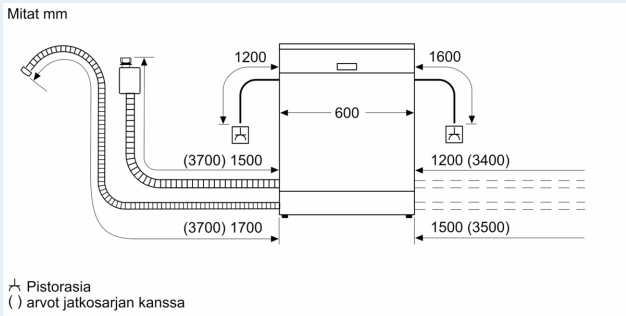 Mitat mm
1200
1600
600
(3700) 1500
1200 (3400)
(3700) 1700
1500 (3500)
Pistorasia
( ) arvot jatkosarjan kanssa